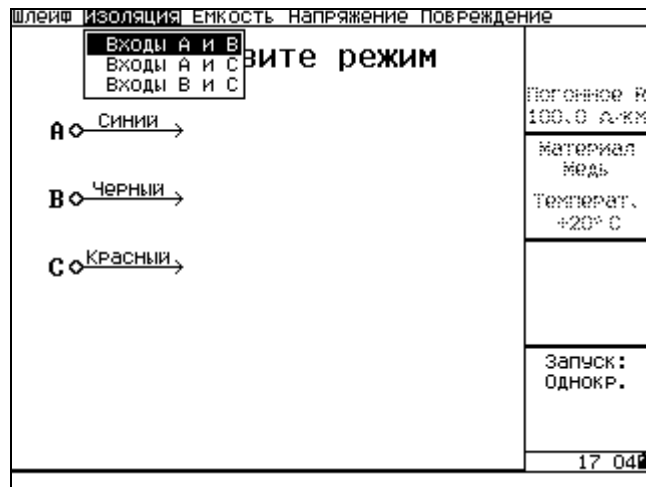 Шлейф Изоляция Емкость Напряжение Повреждение
Входы А и В
Входы А и С
Входы В и С
вите режим
A Синий
B Черный
C Красный
Погонное R
100.0 Д/км
Материал
Медь
Температ.
+20° C
Запуск:
Однокр.
17 04